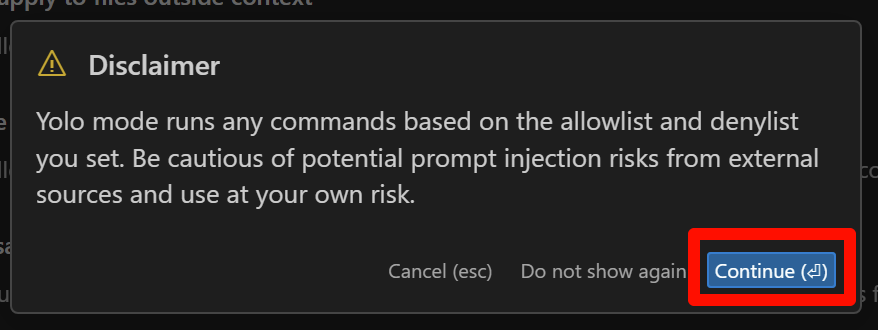 apply to files outside context
Disclaimer
Yolo mode runs any commands based on the allowlist and denylist
you set. Be cautious of potential prompt injection risks from external
sources and use at your own risk.
Cancel (esc) Do not show again Continue (⏎)